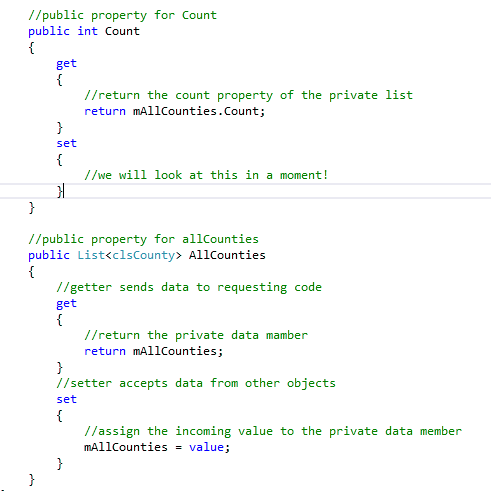 //public property for Count
public int Count
{
get
{
//return the count property of the private list
return mAllCounties.Count;
}
set
{
//we will look at this in a moment!
}
}
//public property for allCounties
public List<clsCounty> AllCounties
{
//getter sends data to requesting code
get
{
//return the private data mamber
return mAllCounties;
}
//setter accepts data from other objects
set
{
//assign the incoming value to the private data member
mAllCounties = value;
}
}